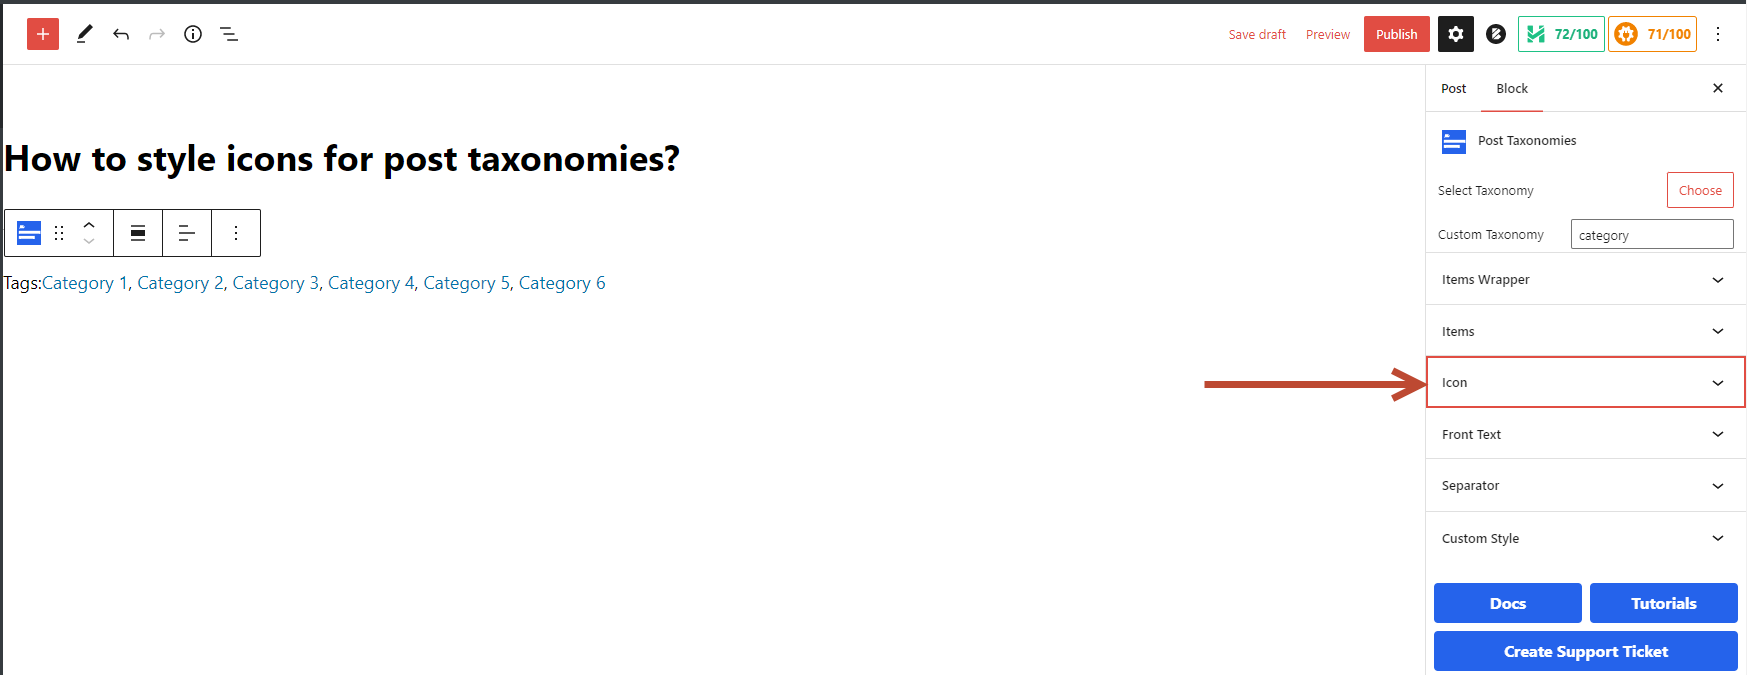 Save draft Preview Publish 72/100 71/100
Post Block
How to style icons for post taxonomies?
Post Taxonomies
Select Taxonomy Choose
Custom Taxonomy category
Tags:Category 1, Category 2, Category 3, Category 4, Category 5, Category 6
Items Wrapper
Items
Icon
Front Text
Separator
Custom Style
Docs Tutorials
Create Support Ticket